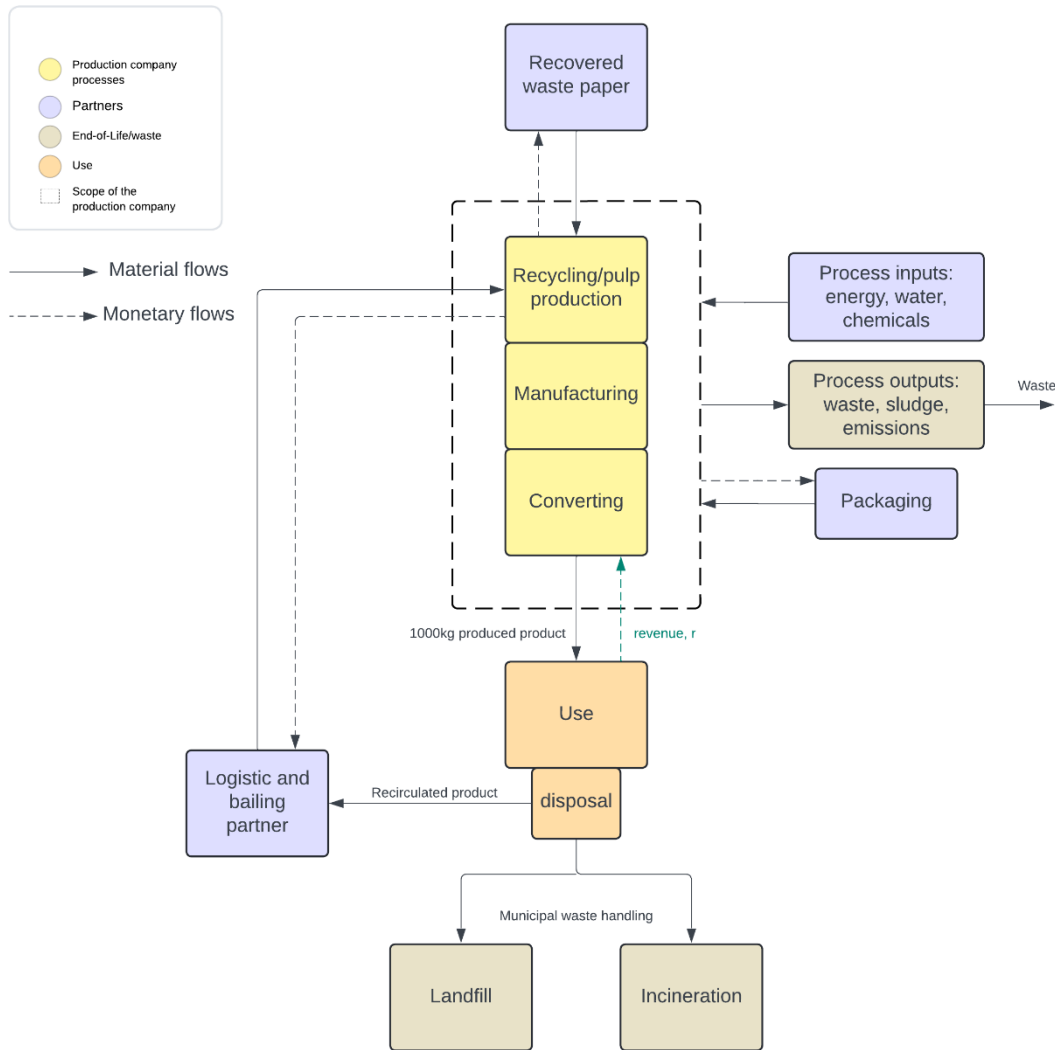 Production company
processes
Partners
End-of-Life/waste
Use
Scope of the
production company
Material flows
Monetary flows
Recovered
waste paper
Recycling/pulp
production
Manufacturing
Converting
Process inputs:
energy, water,
chemicals
Process outputs:
waste, sludge,
emissions
Waste
Packaging
1000kg produced product
revenue, r
Use
disposal
Recirculated product
Logistic and
bailing
partner
Municipal waste handling
Landfill
Incineration